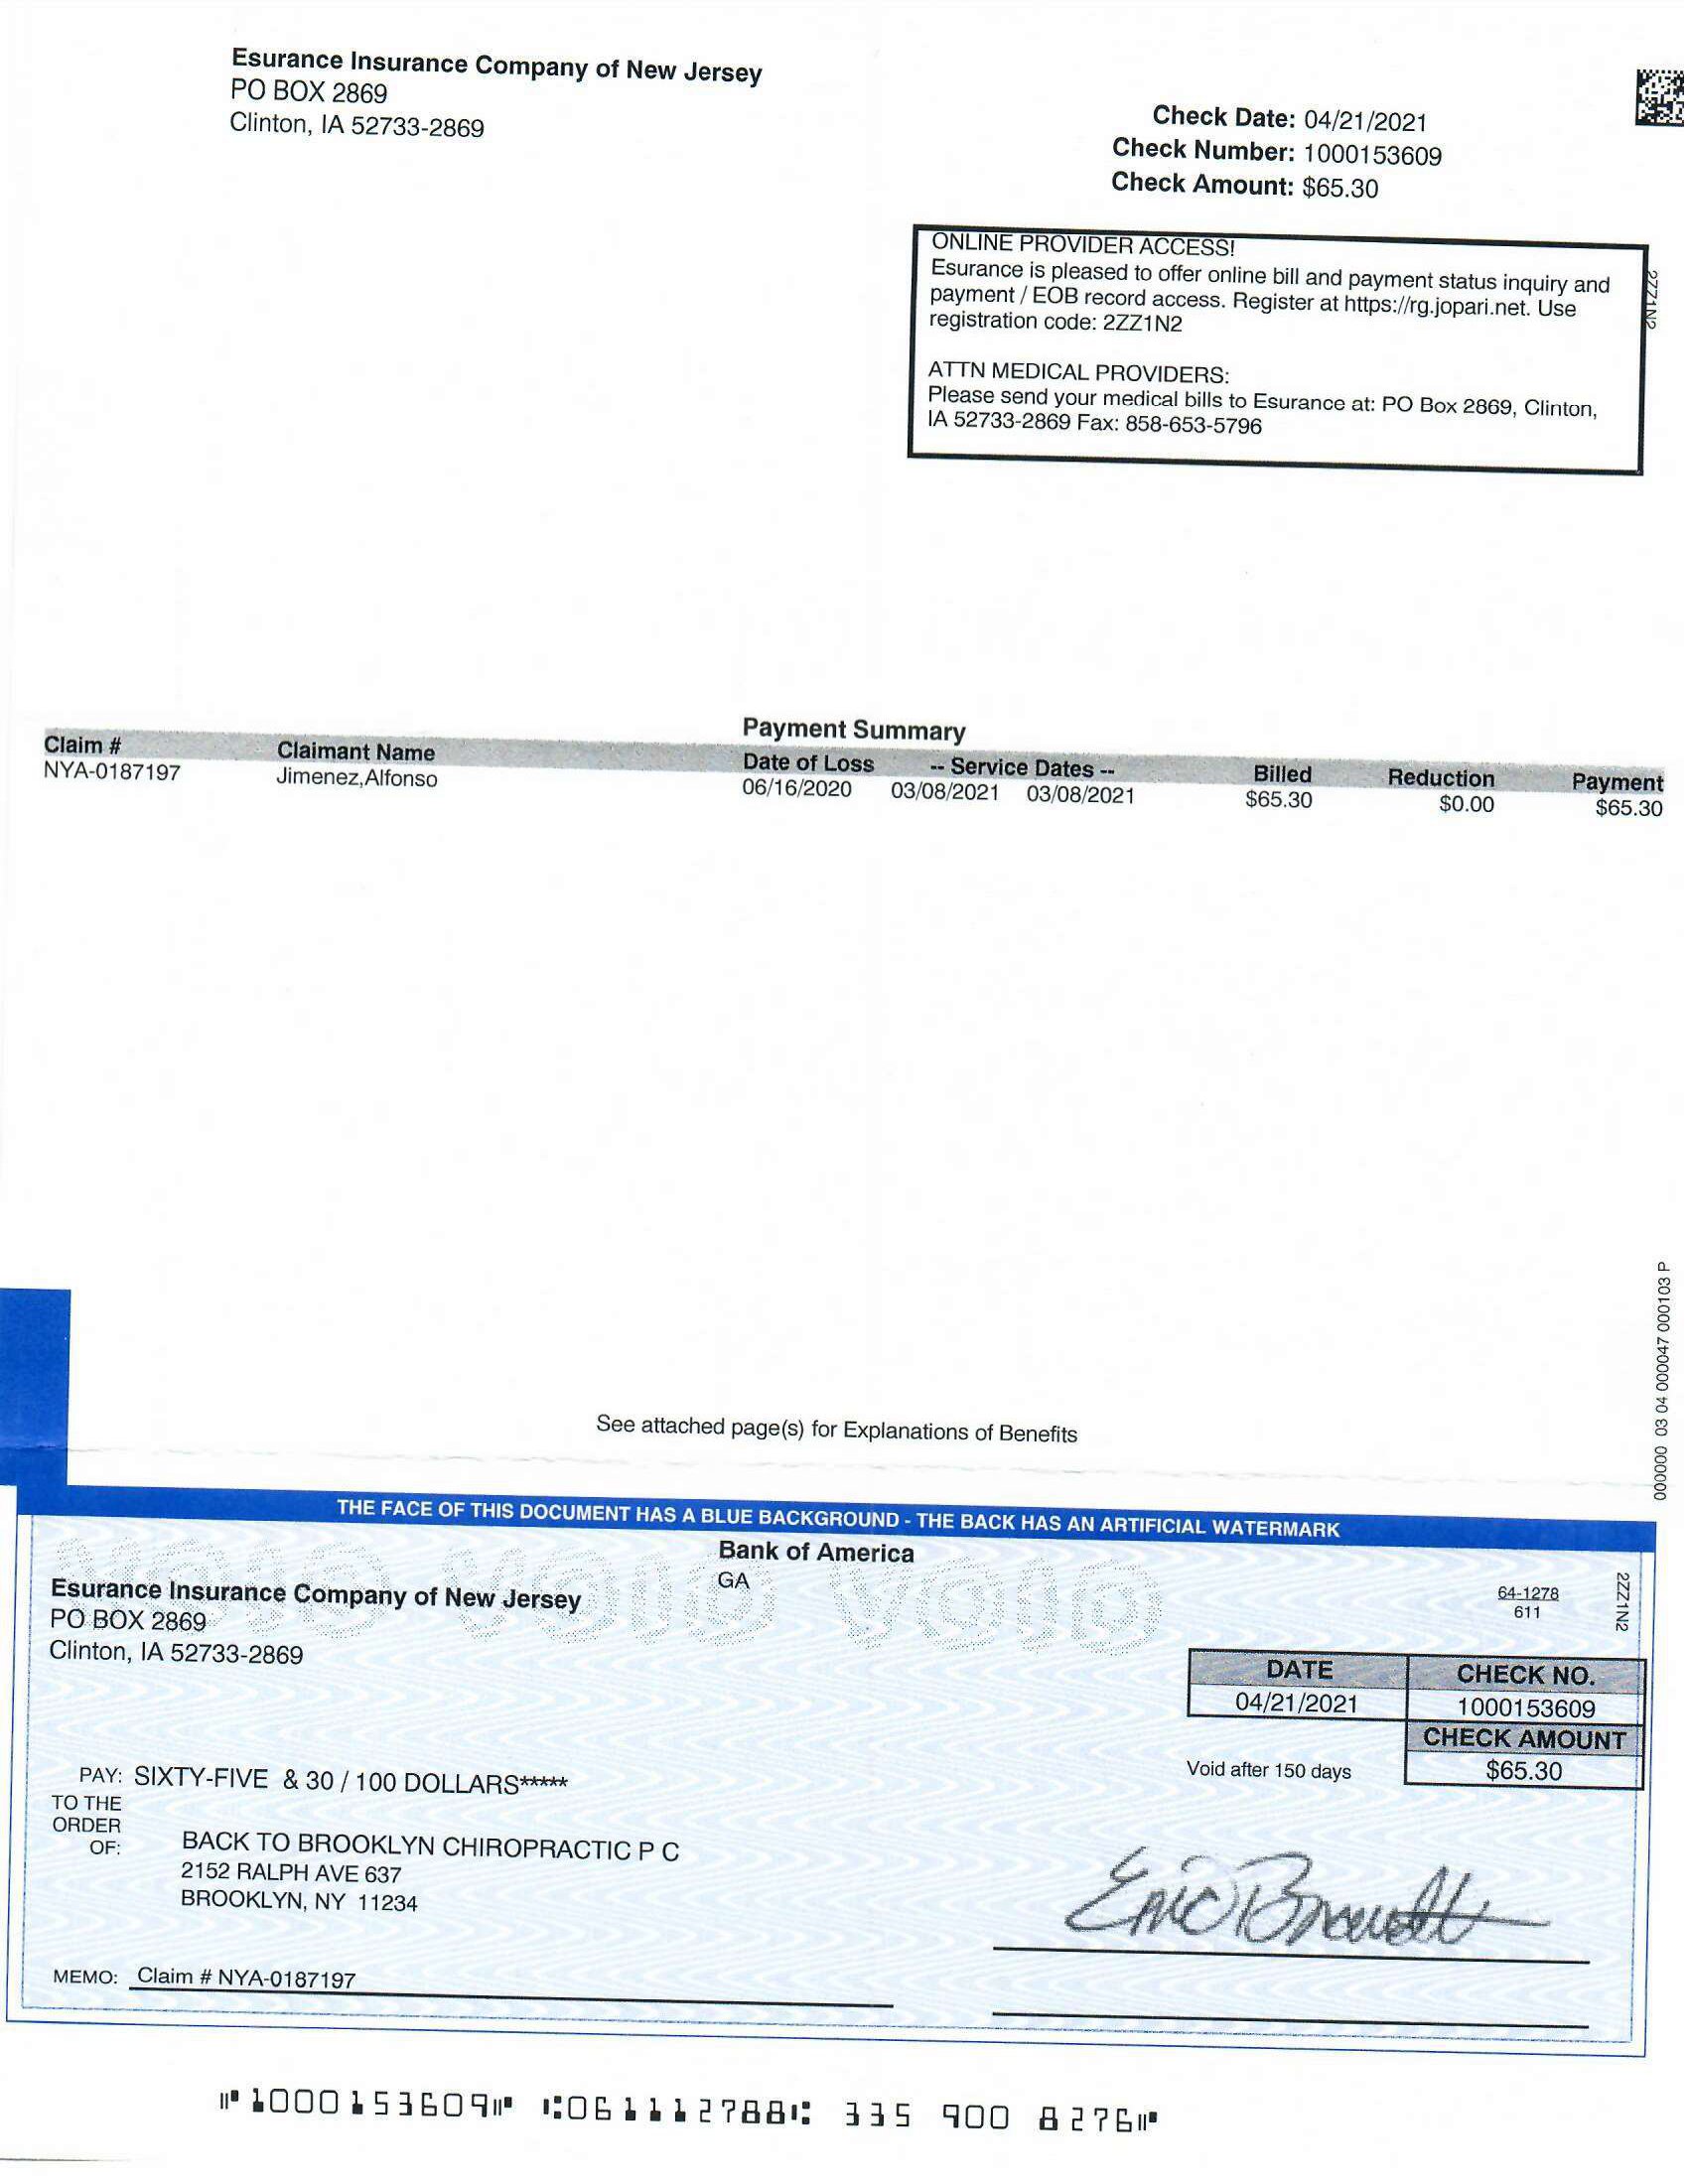 Esurance Insurance Company of New Jersey
PO BOX 2869
Clinton, IA 52733-2869
Check Date: 04/21/2021
Check Number: 1000153609
Check Amount: $65.30
ONLINE PROVIDER ACCESS!
Esurance is pleased to offer online bill and payment status inquiry and
payment / EOB record access. Register at https://rg.jopari.net. Use
registration code: 2ZZ1N2
ATTN MEDICAL PROVIDERS:
Please send your medical bills to Esurance at: PO Box 2869, Clinton,
IA 52733-2869 Fax: 858-653-5796
2ZZ1N2
Payment Summary
Claim # Claimant Name Date of Loss -- Service Dates -- Billed Reduction Payment
NYA-0187197 Jimenez,Alfonso 06/16/2020 03/08/2021 03/08/2021 $65.30 $0.00 $65.30
See attached page(s) for Explanations of Benefits
000000 03 04 000047 000103 P
THE FACE OF THIS DOCUMENT HAS A BLUE BACKGROUND - THE BACK HAS AN ARTIFICIAL WATERMARK
VOID VOID VOID
Bank of America
GA
Esurance Insurance Company of New Jersey
PO BOX 2869
Clinton, IA 52733-2869
64-1278
611
2ZZ1N2
DATE CHECK NO.
04/21/2021 1000153609
CHECK AMOUNT
Void after 150 days $65.30
PAY: SIXTY-FIVE & 30 / 100 DOLLARS*****
TO THE
ORDER
OF:
BACK TO BROOKLYN CHIROPRACTIC P C
2152 RALPH AVE 637
BROOKLYN, NY 11234
Eric Brandt
MEMO: Claim # NYA-0187197
⑈1000153609⑈ ⑆061112788⑆ 335 900 8276⑈